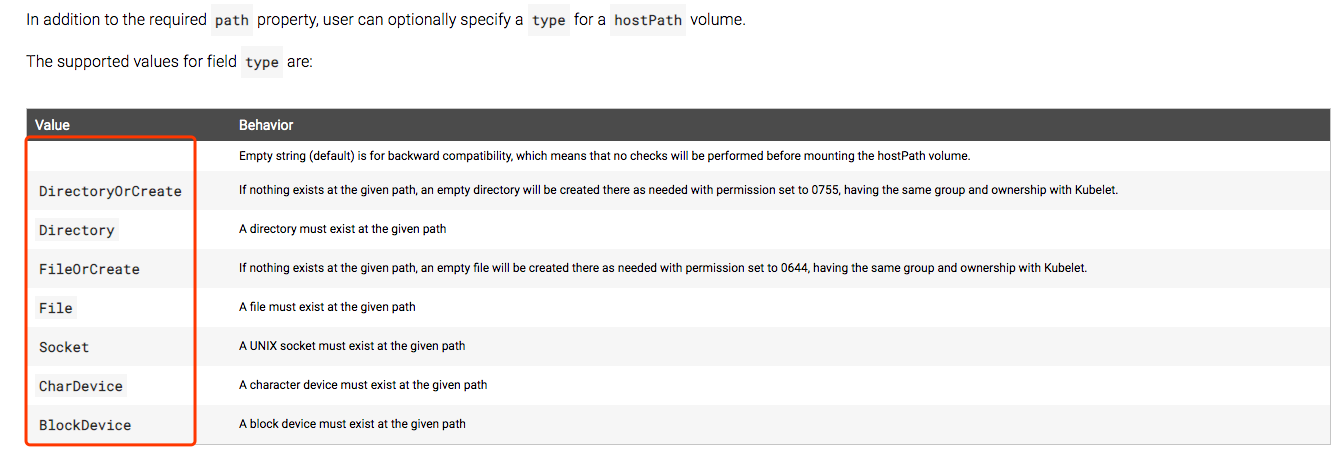 In addition to the required path property, user can optionally specify a type for a hostPath volume.
The supported values for field type are:
Value Behavior
Empty string (default) is for backward compatibility, which means that no checks will be performed before mounting the hostPath volume.
DirectoryOrCreate If nothing exists at the given path, an empty directory will be created there as needed with permission set to 0755, having the same group and ownership with Kubelet.
Directory A directory must exist at the given path
FileOrCreate If nothing exists at the given path, an empty file will be created there as needed with permission set to 0644, having the same group and ownership with Kubelet.
File A file must exist at the given path
Socket A UNIX socket must exist at the given path
CharDevice A character device must exist at the given path
BlockDevice A block device must exist at the given path